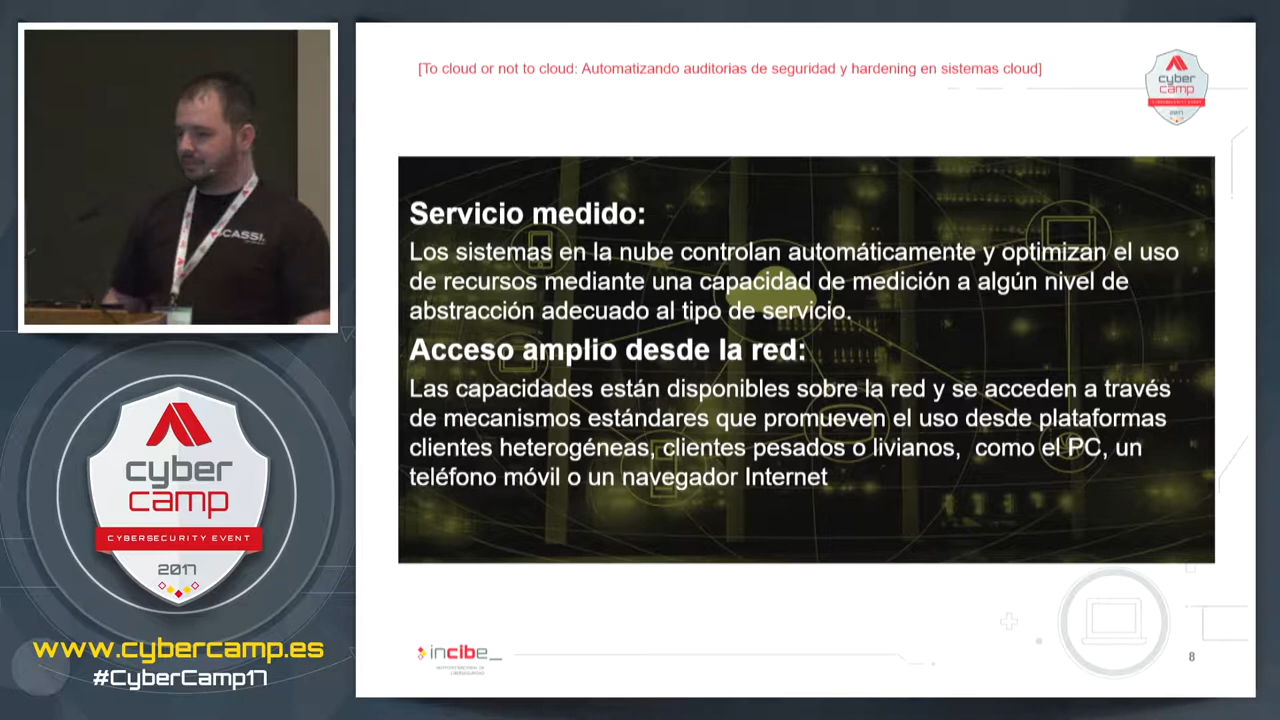 [To cloud or not to cloud: Automatizando auditorias de seguridad y hardening en sistemas cloud]
cyber
camp
CYBERSECURITY EVENT
2017
Servicio medido:
Los sistemas en la nube controlan automáticamente y optimizan el uso
de recursos mediante una capacidad de medición a algún nivel de
abstracción adecuado al tipo de servicio.
Acceso amplio desde la red:
Las capacidades están disponibles sobre la red y se acceden a través
de mecanismos estándares que promueven el uso desde plataformas
clientes heterogéneas, clientes pesados o livianos, como el PC, un
teléfono móvil o un navegador Internet
incibe_
8
CASSI
cyber
camp
CYBERSECURITY EVENT
2017
www.cybercamp.es
#CyberCamp17